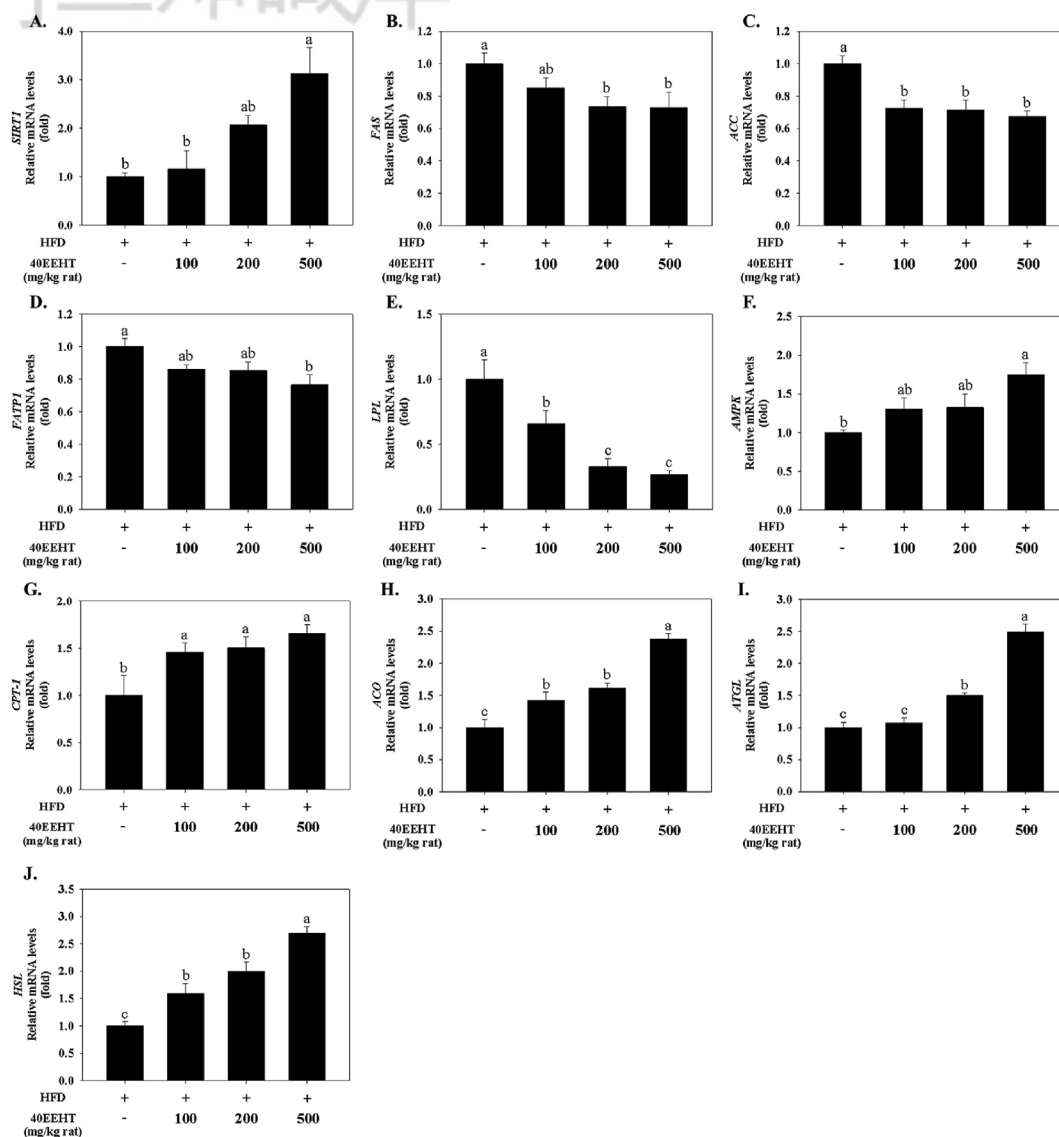 A.
SIRT1
Relative mRNA levels
(fold)
4.0
3.0
2.0
1.0
0.0
b
b
ab
a
HFD + + + +
40EEHT - 100 200 500
(mg/kg rat)
B.
FAS
Relative mRNA levels
(fold)
1.2
1.0
0.8
0.6
0.4
0.2
0.0
a
ab
b
b
HFD + + + +
40EEHT - 100 200 500
(mg/kg rat)
C.
ACC
Relative mRNA levels
(fold)
1.2
1.0
0.8
0.6
0.4
0.2
0.0
a
b
b
b
HFD + + + +
40EEHT - 100 200 500
(mg/kg rat)
D.
FATP1
Relative mRNA levels
(fold)
1.2
1.0
0.8
0.6
0.4
0.2
0.0
a
ab
ab
b
HFD + + + +
40EEHT - 100 200 500
(mg/kg rat)
E.
LPL
Relative mRNA levels
(fold)
1.5
1.0
0.5
0.0
a
b
c
c
HFD + + + +
40EEHT - 100 200 500
(mg/kg rat)
F.
AMPK
Relative mRNA levels
(fold)
2.5
2.0
1.5
1.0
0.5
0.0
b
ab
ab
a
HFD + + + +
40EEHT - 100 200 500
(mg/kg rat)
G.
CPT-1
Relative mRNA levels
(fold)
2.0
1.5
1.0
0.5
0.0
b
a
a
a
HFD + + + +
40EEHT - 100 200 500
(mg/kg rat)
H.
ACO
Relative mRNA levels
(fold)
3.0
2.5
2.0
1.5
1.0
0.5
0.0
c
b
b
a
HFD + + + +
40EEHT - 100 200 500
(mg/kg rat)
I.
ATGL
Relative mRNA levels
(fold)
3.0
2.5
2.0
1.5
1.0
0.5
0.0
c
c
b
a
HFD + + + +
40EEHT - 100 200 500
(mg/kg rat)
J.
HSL
Relative mRNA levels
(fold)
3.5
3.0
2.5
2.0
1.5
1.0
0.5
0.0
c
b
b
a
HFD + + + +
40EEHT - 100 200 500
(mg/kg rat)